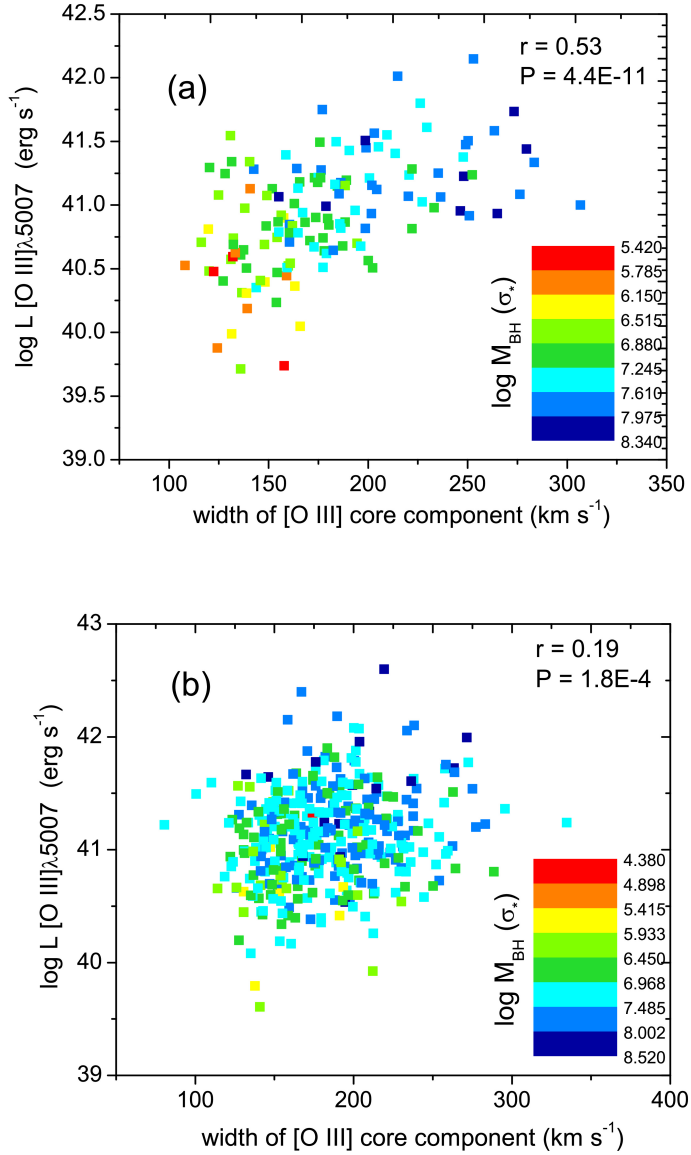 42.5
42.0
41.5
41.0
40.5
40.0
39.5
39.0
log L [O III]λ5007 (erg s⁻¹)
(a)
r = 0.53
P = 4.4E-11
log M_BH (σ_*)
5.420
5.785
6.150
6.515
6.880
7.245
7.610
7.975
8.340
100 150 200 250 300 350
width of [O III] core component (km s⁻¹)
43
42
41
40
39
log L [O III]λ5007 (erg s⁻¹)
(b)
r = 0.19
P = 1.8E-4
log M_BH (σ_*)
4.380
4.898
5.415
5.933
6.450
6.968
7.485
8.002
8.520
100 200 300 400
width of [O III] core component (km s⁻¹)